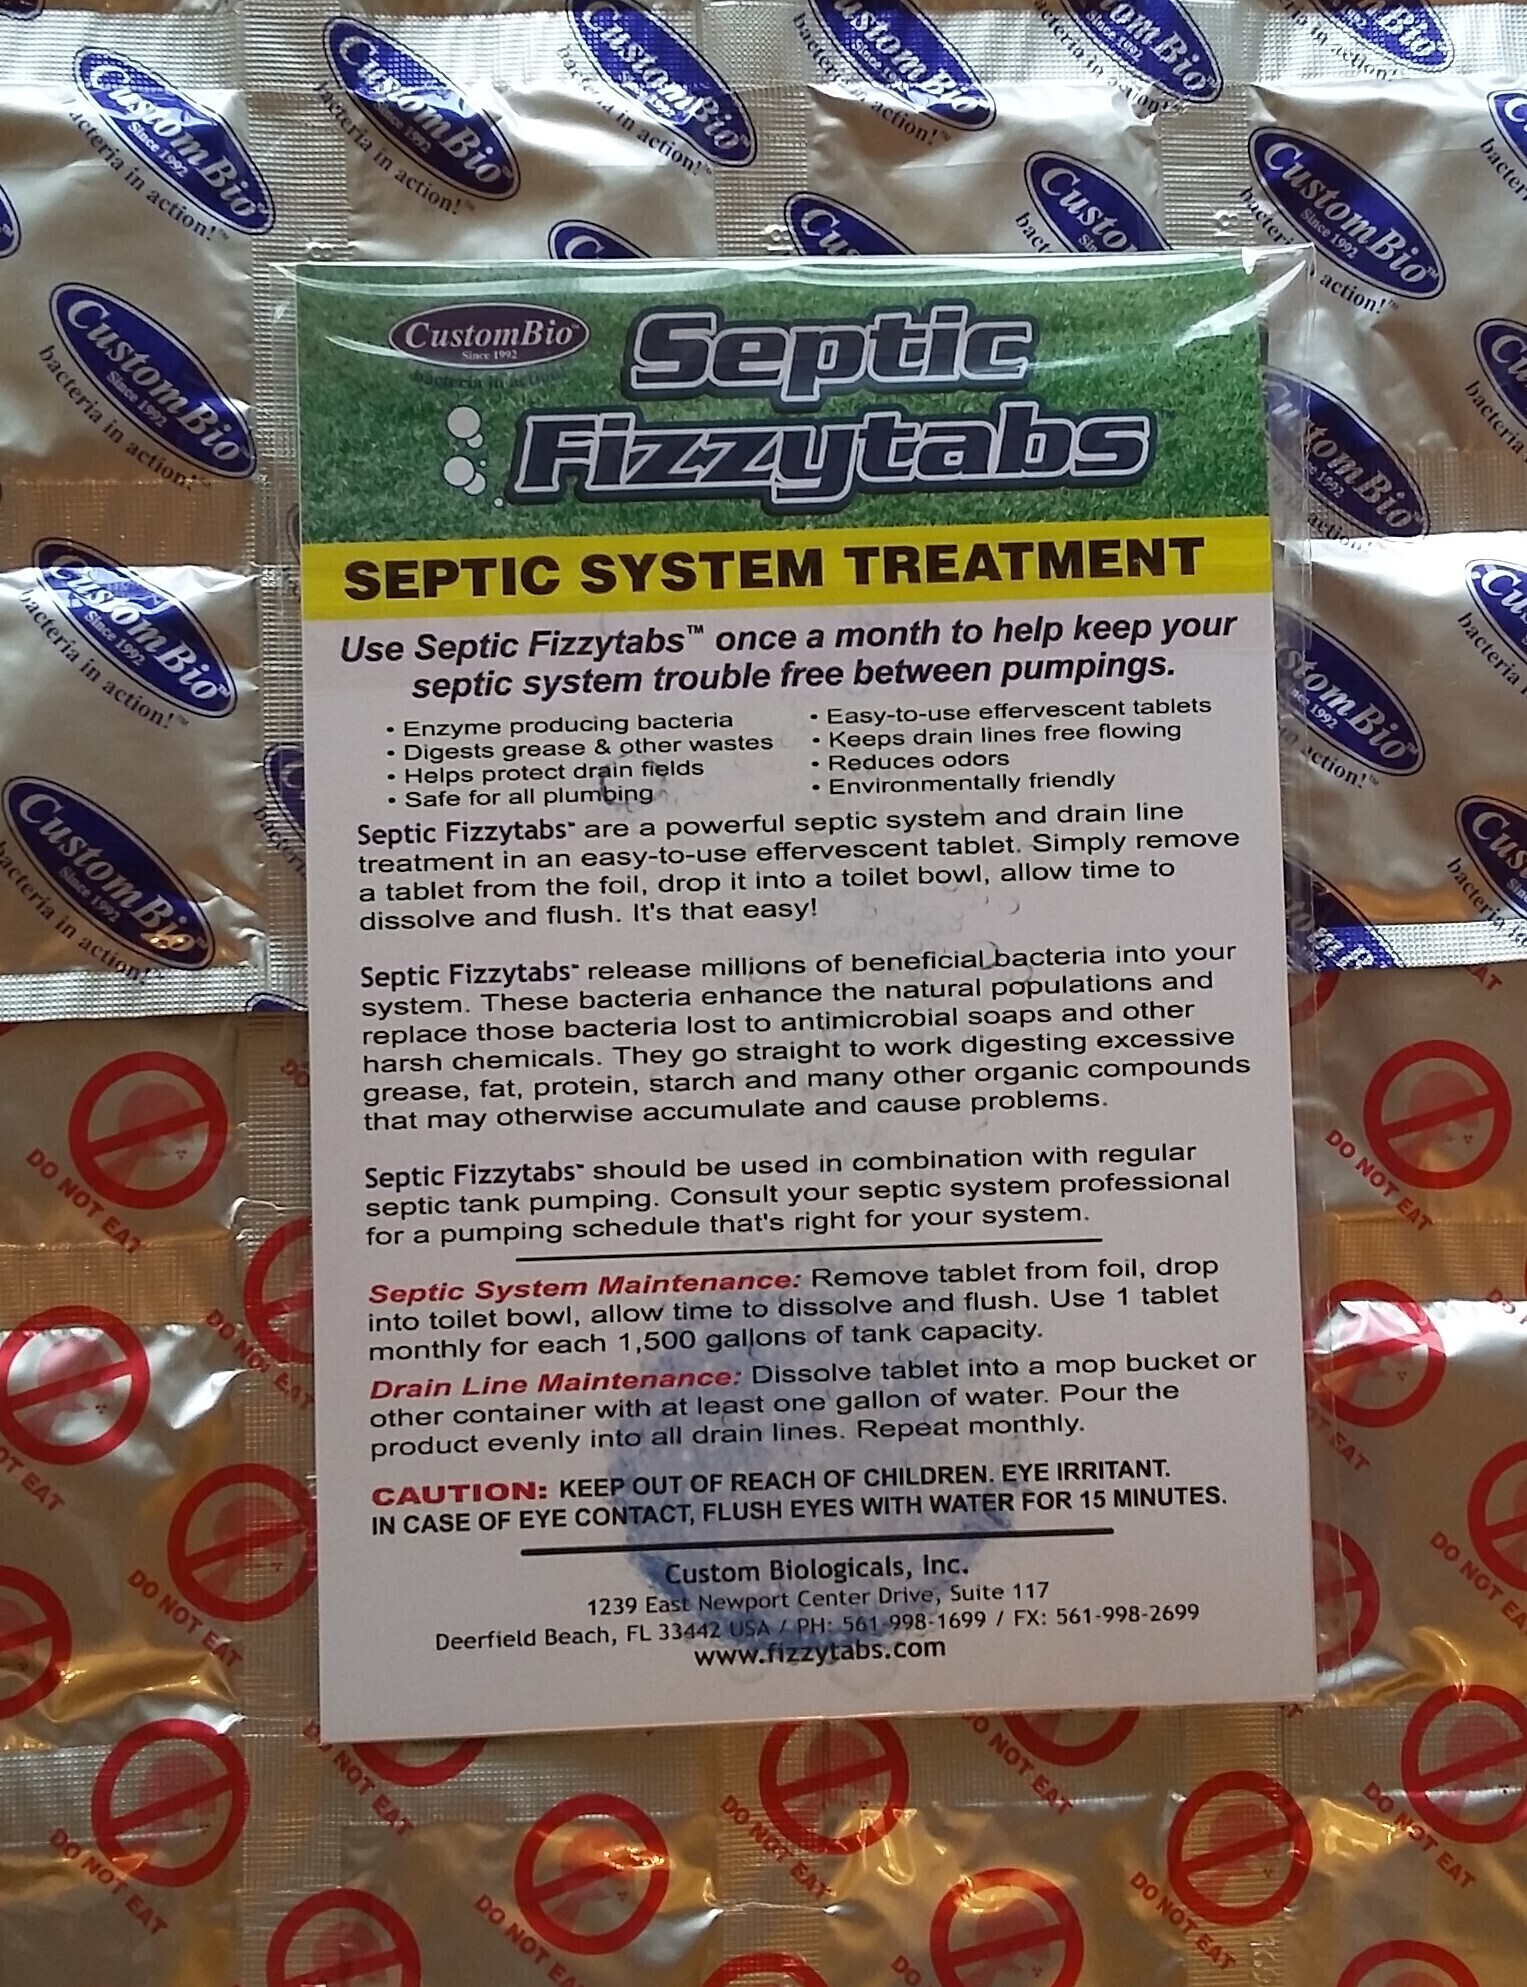 CustomBio™
Since 1992
bacteria in action!™
CustomBio™
Since 1992
bacteria in action
Septic
Fizzytabs™
SEPTIC SYSTEM TREATMENT
Use Septic Fizzytabs™ once a month to help keep your
septic system trouble free between pumpings.
• Enzyme producing bacteria
• Digests grease & other wastes
• Helps protect drain fields
• Safe for all plumbing
• Easy-to-use effervescent tablets
• Keeps drain lines free flowing
• Reduces odors
• Environmentally friendly
Septic Fizzytabs™ are a powerful septic system and drain line
treatment in an easy-to-use effervescent tablet. Simply remove
a tablet from the foil, drop it into a toilet bowl, allow time to
dissolve and flush. It's that easy!
Septic Fizzytabs™ release millions of beneficial bacteria into your
system. These bacteria enhance the natural populations and
replace those bacteria lost to antimicrobial soaps and other
harsh chemicals. They go straight to work digesting excessive
grease, fat, protein, starch and many other organic compounds
that may otherwise accumulate and cause problems.
Septic Fizzytabs™ should be used in combination with regular
septic tank pumping. Consult your septic system professional
for a pumping schedule that's right for your system.
Septic System Maintenance: Remove tablet from foil, drop
into toilet bowl, allow time to dissolve and flush. Use 1 tablet
monthly for each 1,500 gallons of tank capacity.
Drain Line Maintenance: Dissolve tablet into a mop bucket or
other container with at least one gallon of water. Pour the
product evenly into all drain lines. Repeat monthly.
CAUTION: KEEP OUT OF REACH OF CHILDREN. EYE IRRITANT.
IN CASE OF EYE CONTACT, FLUSH EYES WITH WATER FOR 15 MINUTES.
Custom Biologicals, Inc.
1239 East Newport Center Drive, Suite 117
Deerfield Beach, FL 33442 USA / PH: 561-998-1699 / FX: 561-998-2699
www.fizzytabs.com
DO NOT EAT